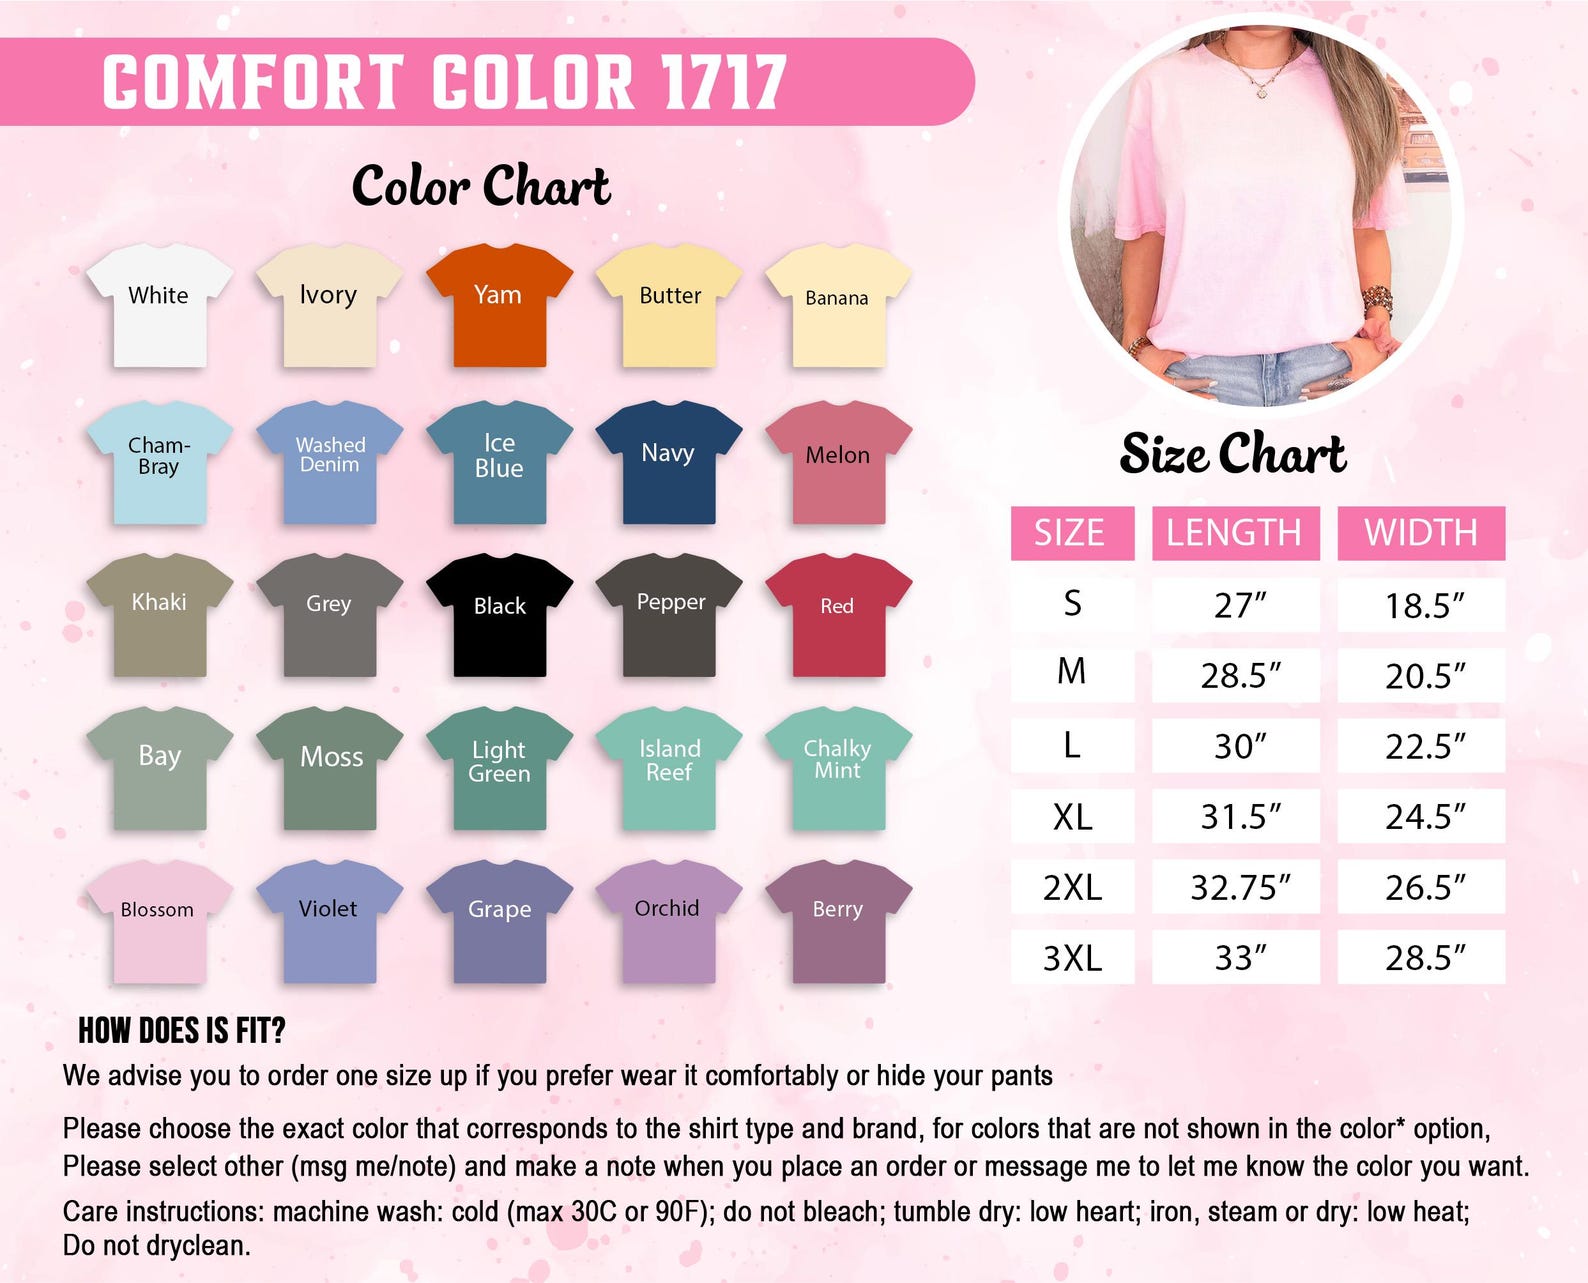 COMFORT COLOR 1717
Color Chart
White
Ivory
Yam
Butter
Banana
Cham-
Bray
Washed
Denim
Ice
Blue
Navy
Melon
Khaki
Grey
Black
Pepper
Red
Bay
Moss
Light
Green
Island
Reef
Chalky
Mint
Blossom
Violet
Grape
Orchid
Berry
Size Chart
SIZE LENGTH WIDTH
S 27” 18.5”
M 28.5” 20.5”
L 30” 22.5”
XL 31.5” 24.5”
2XL 32.75” 26.5”
3XL 33” 28.5”
HOW DOES IS FIT?
We advise you to order one size up if you prefer wear it comfortably or hide your pants
Please choose the exact color that corresponds to the shirt type and brand, for colors that are not shown in the color* option,
Please select other (msg me/note) and make a note when you place an order or message me to let me know the color you want.
Care instructions: machine wash: cold (max 30C or 90F); do not bleach; tumble dry: low heart; iron, steam or dry: low heat;
Do not dryclean.